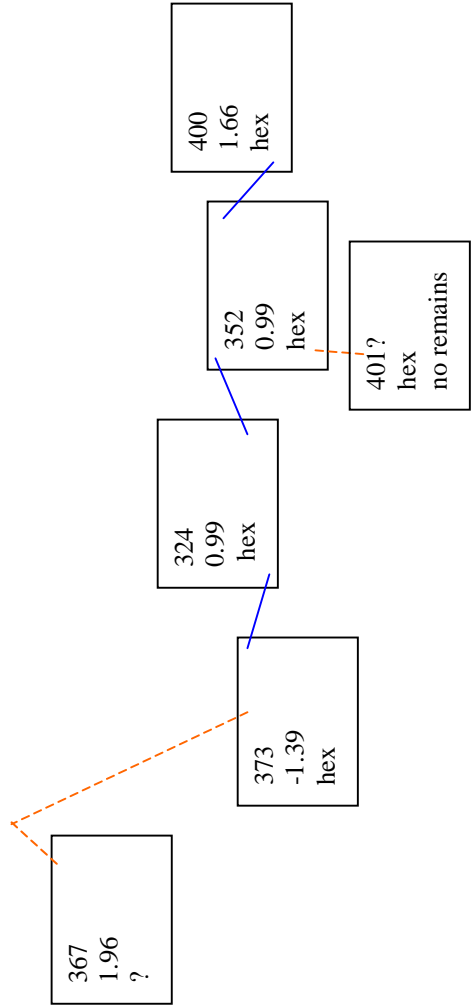 367
1.96
?
373
-1.39
hex
324
0.99
hex
352
0.99
hex
401?
hex
no remains
400
1.66
hex